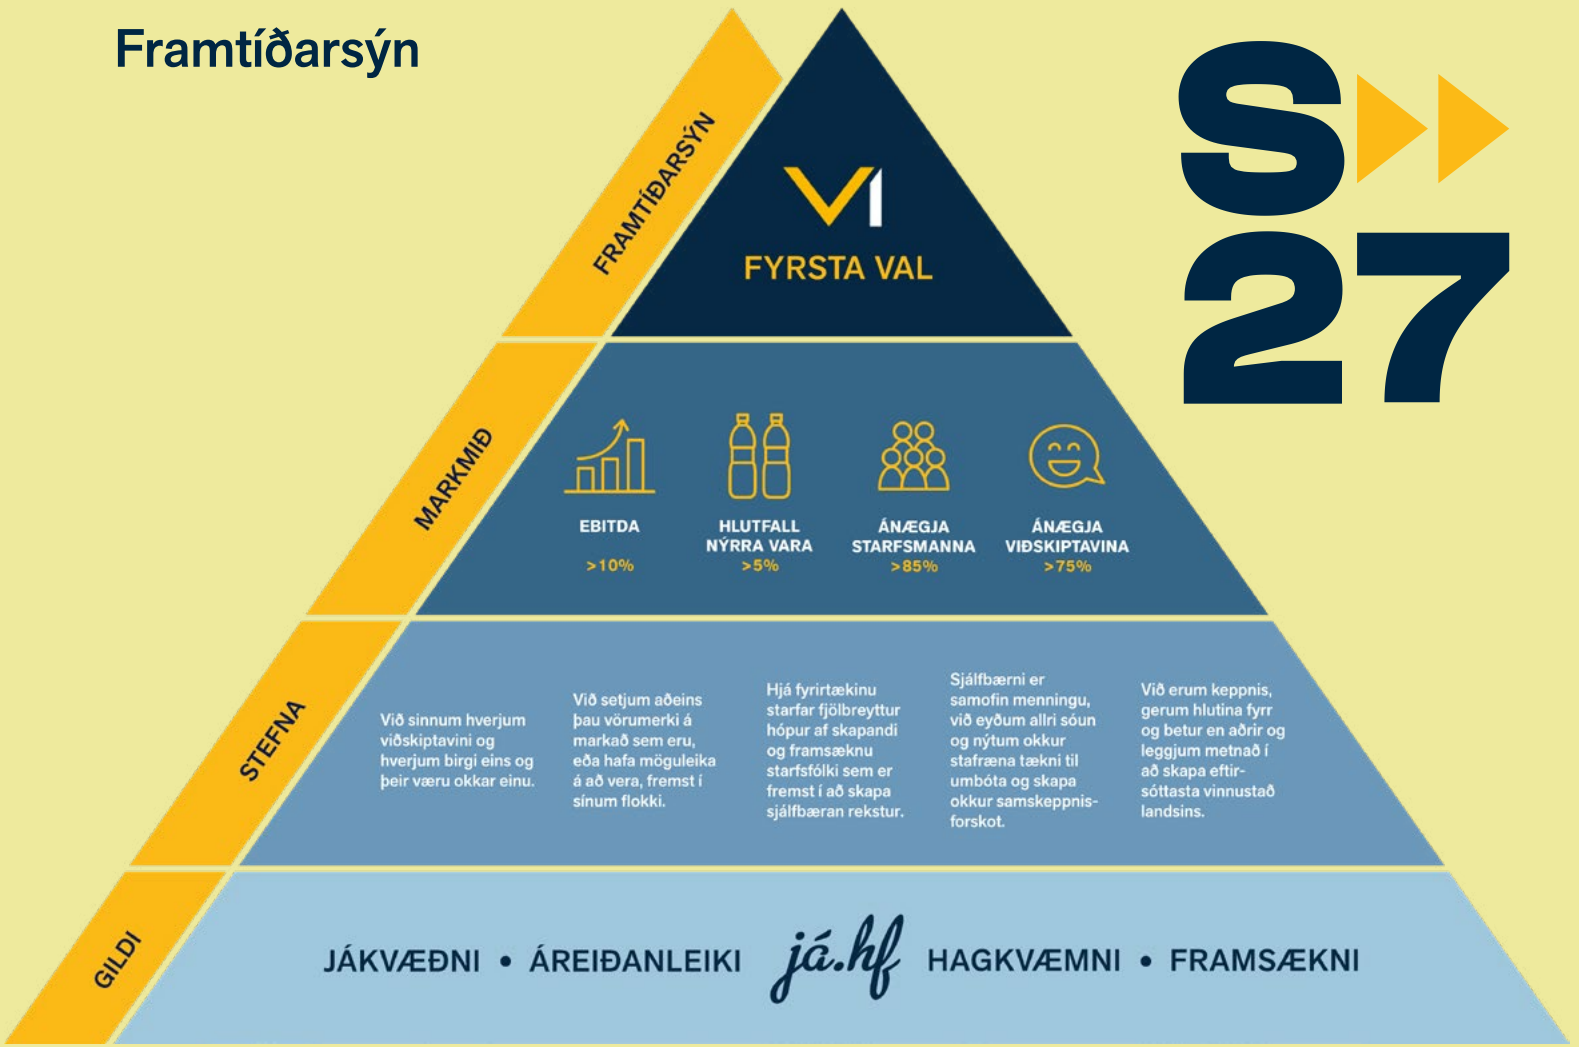 Framtíðarsýn
S
27
FRAMTÍÐARSÝN
V1
FYRSTA VAL
MARKMIÐ
EBITDA
>10%
HLUTFALL
NÝRRA VARA
>5%
ÁNÆGJA
STARFSMANNA
>85%
ÁNÆGJA
VIÐSKIPTAVINA
>75%
STEFNA
Við sinnum hverjum
viðskiptavini og
hverjum birgi eins og
þeir væru okkar einu.
Við setjum aðeins
þau vörumerki á
markað sem eru,
eða hafa möguleika
á að vera, fremst í
sínum flokki.
Hjá fyrirtækinu
starfar fjölbreyttur
hópur af skapandi
og framsæknu
starfsfólki sem er
fremst í að skapa
sjálfbæran rekstur.
Sjálfbærni er
samofin menningu,
við eyðum allri sóun
og nýtum okkur
stafræna tækni til
umbóta og skapa
okkur samskeppnis-
forskot.
Við erum keppnis,
gerum hlutina fyrr
og betur en aðrir og
leggjum metnað í
að skapa eftir-
sóttasta vinnustað
landsins.
GILDI
JÁKVÆÐNI • ÁREIÐANLEIKI já.hf HAGKVÆMNI • FRAMSÆKNI